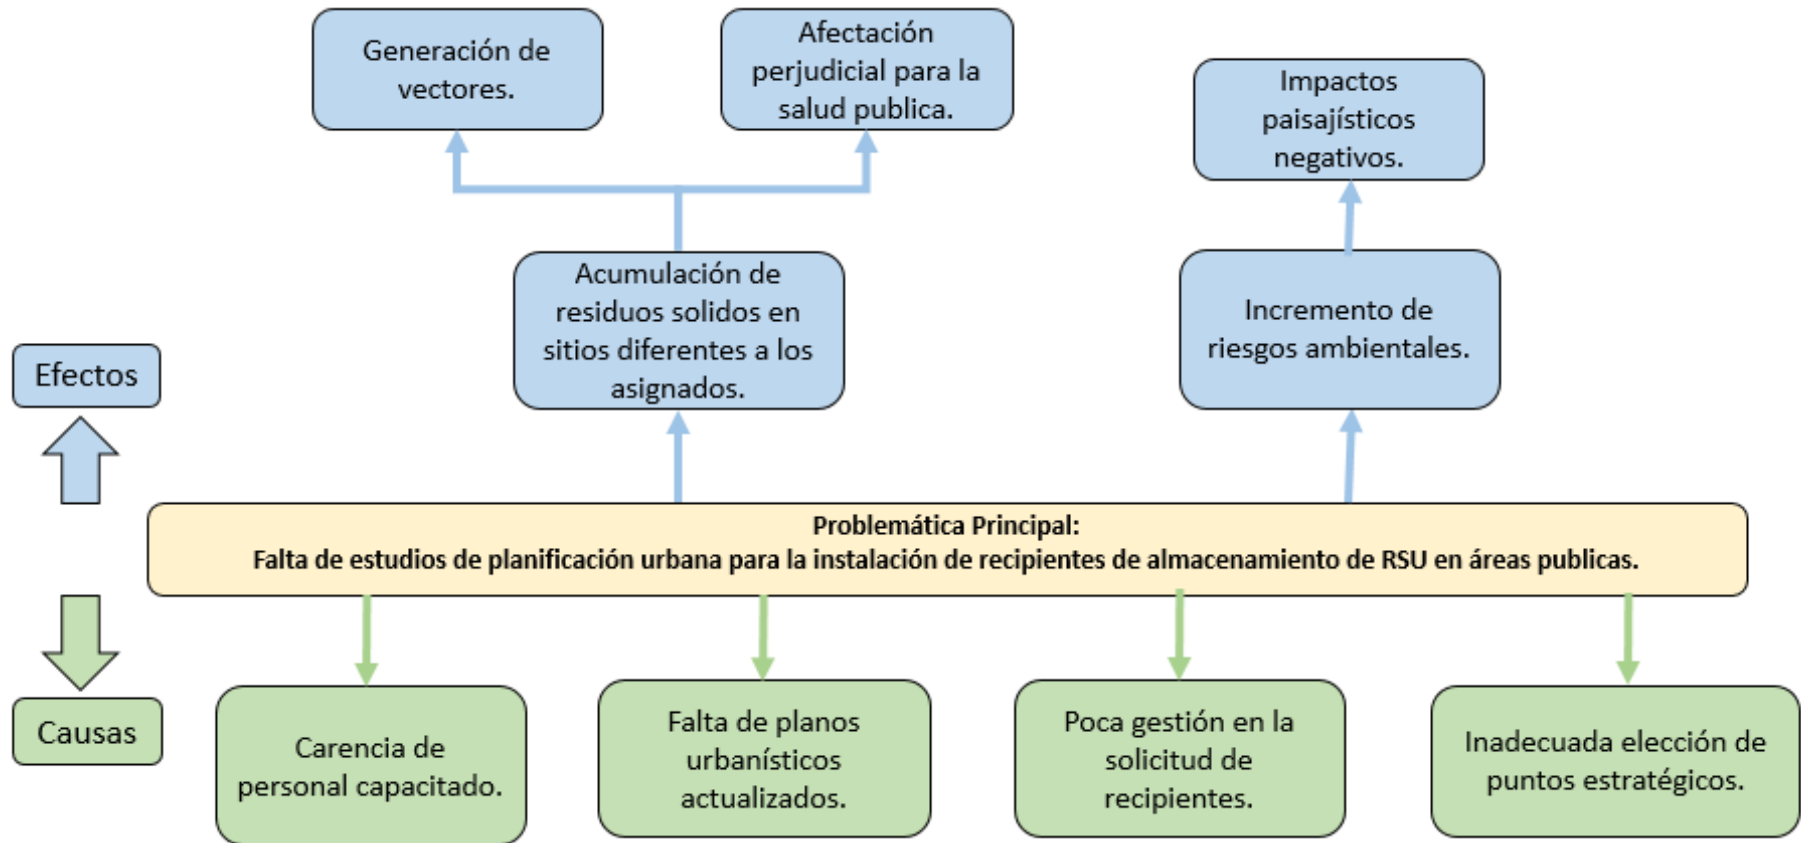 Generación de
vectores.
Afectación
perjudicial para la
salud publica.
Impactos
paisajísticos
negativos.
Acumulación de
residuos solidos en
sitios diferentes a los
asignados.
Incremento de
riesgos ambientales.
Efectos
Problemática Principal:
Falta de estudios de planificación urbana para la instalación de recipientes de almacenamiento de RSU en áreas publicas.
Causas
Carencia de
personal capacitado.
Falta de planos
urbanísticos
actualizados.
Poca gestión en la
solicitud de
recipientes.
Inadecuada elección de
puntos estratégicos.